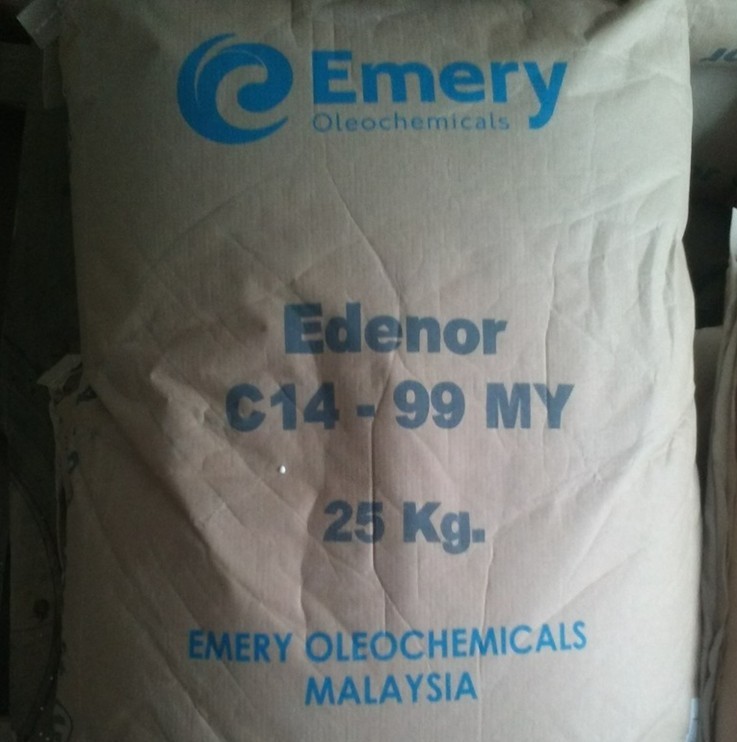 Emery
Oleochemicals
Edenor
C14 - 99 MY
25 Kg.
EMERY OLEOCHEMICALS
MALAYSIA